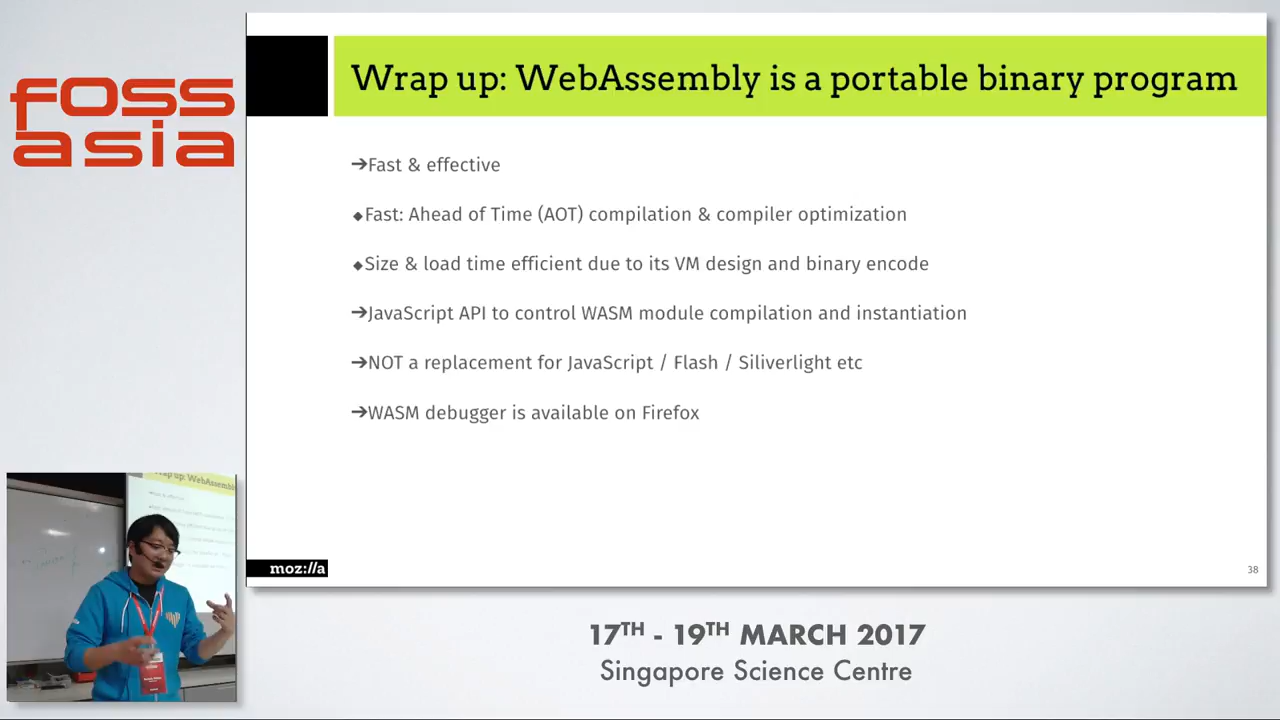 foss
asia
Wrap up: WebAssembly is a portable binary program
➔Fast & effective
◆Fast: Ahead of Time (AOT) compilation & compiler optimization
◆Size & load time efficient due to its VM design and binary encode
➔JavaScript API to control WASM module compilation and instantiation
➔NOT a replacement for JavaScript / Flash / Siliverlight etc
➔WASM debugger is available on Firefox
moz://a
38
Wrap up: WebAssembly
17TH - 19TH MARCH 2017
Singapore Science Centre